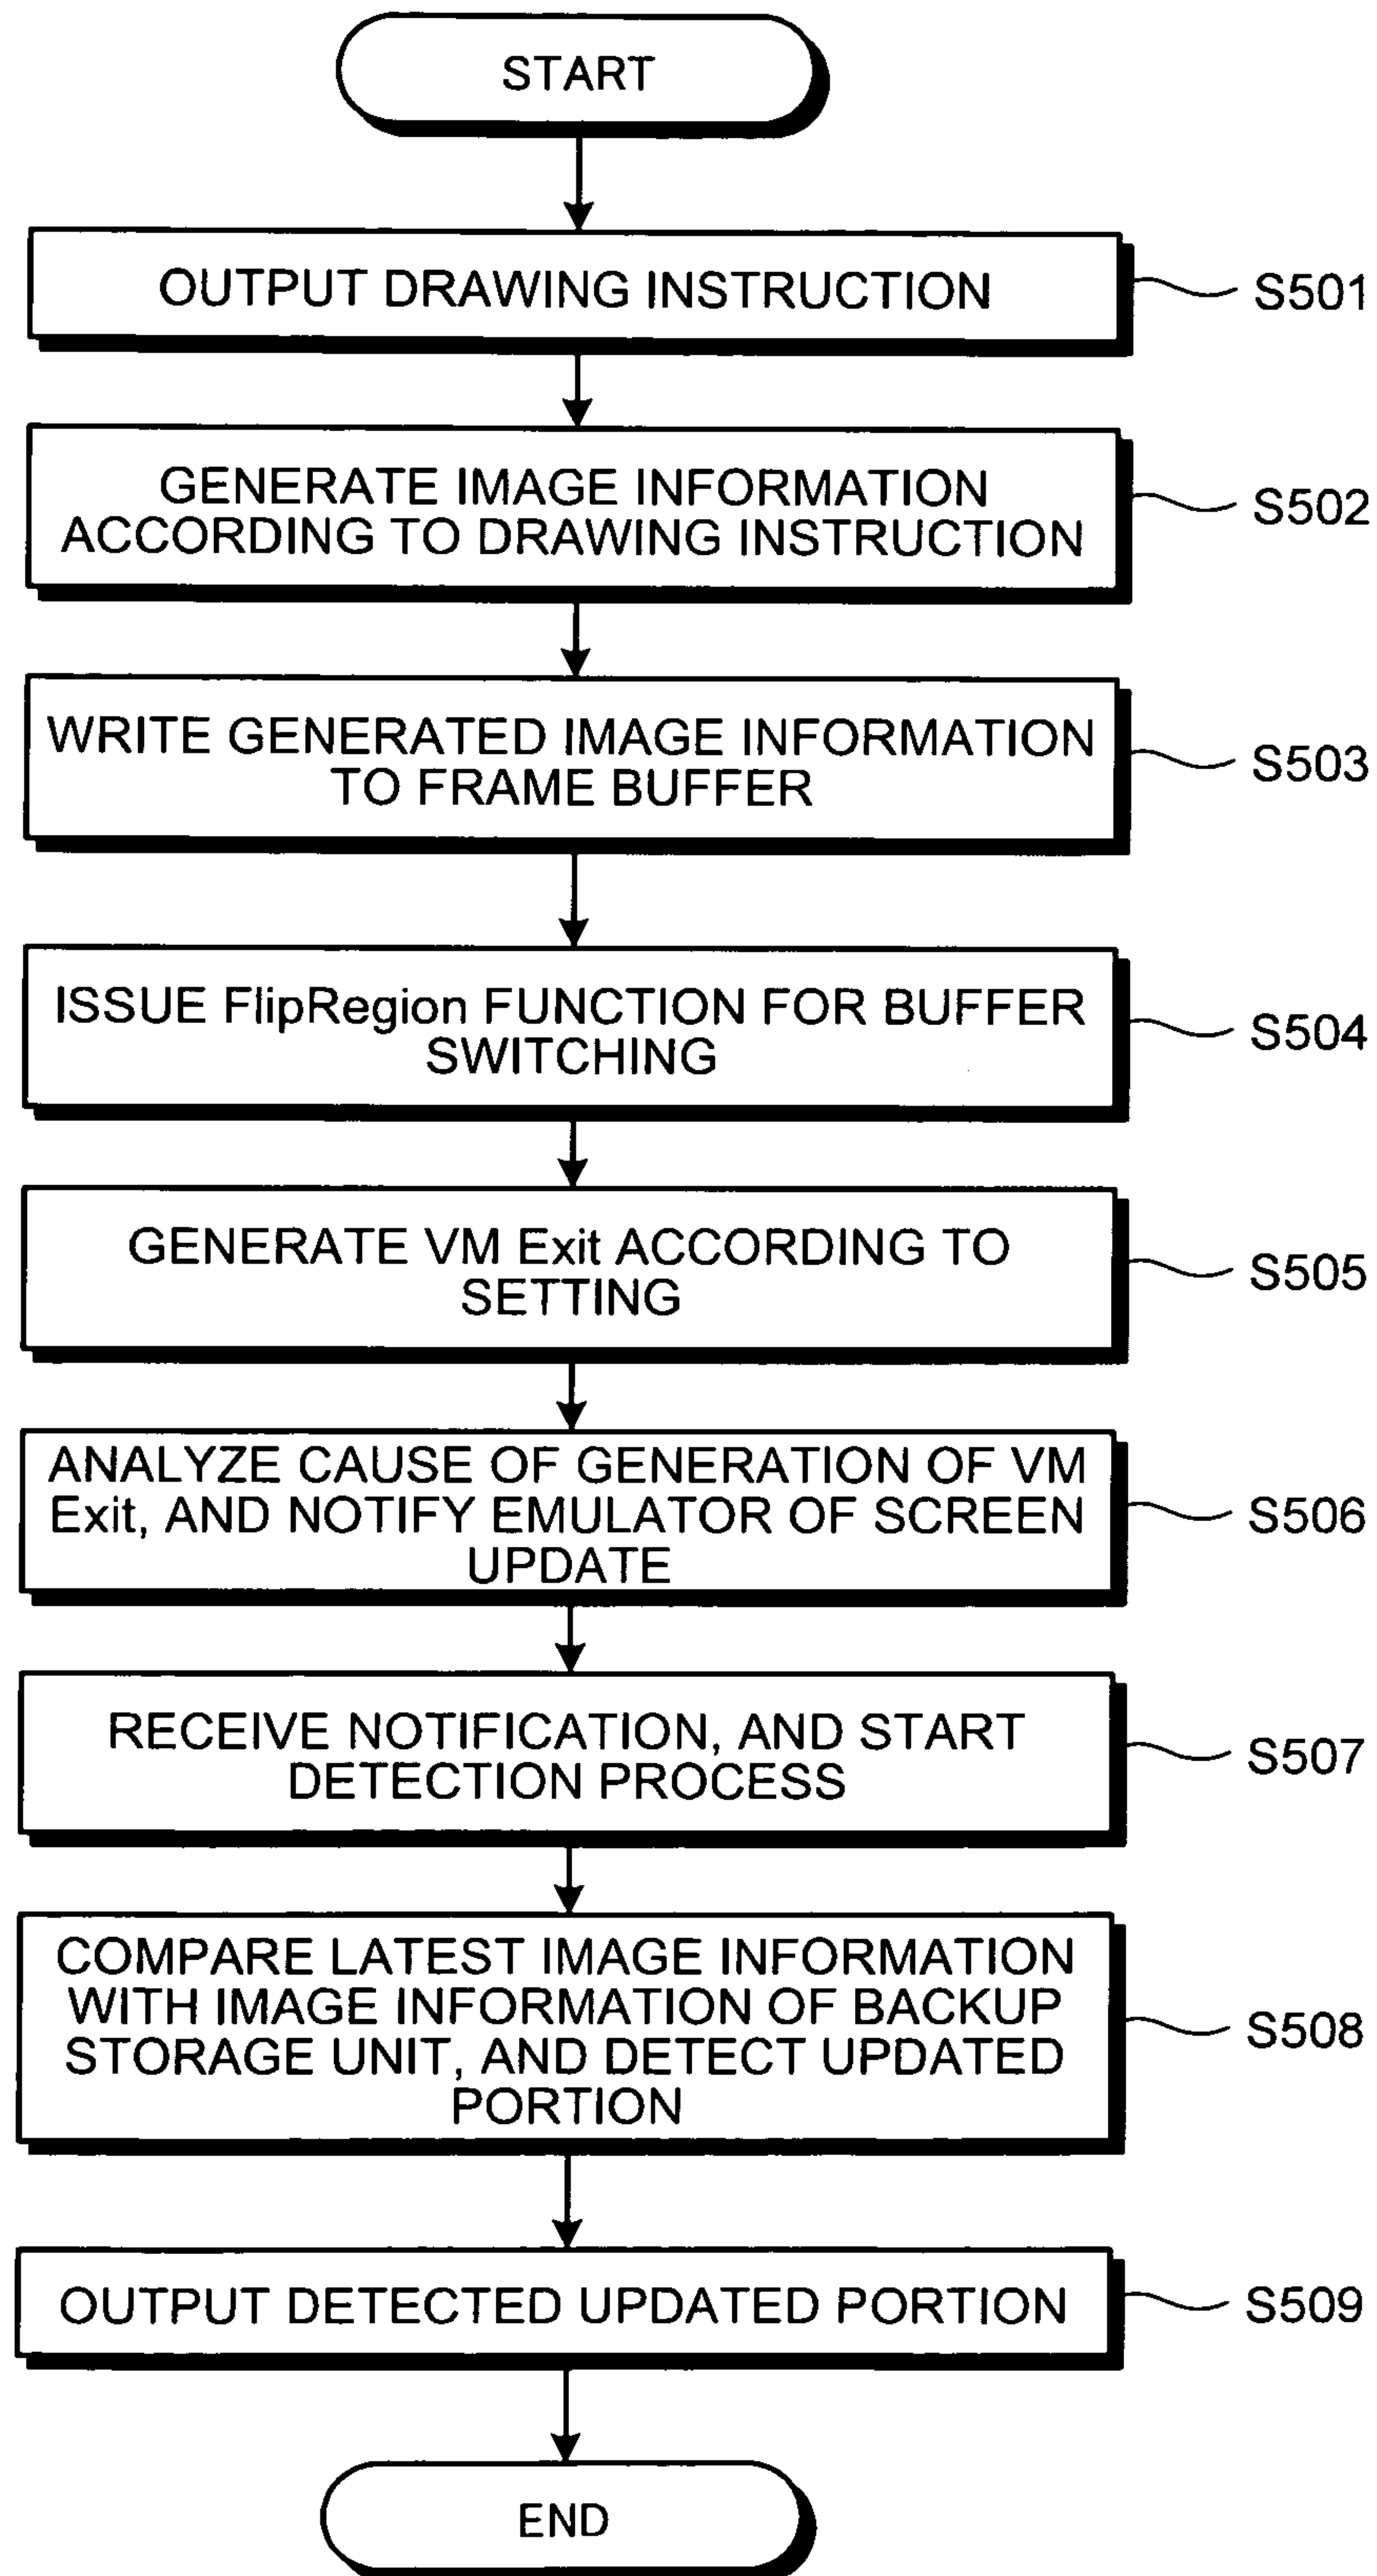 START
OUTPUT DRAWING INSTRUCTION
S501
GENERATE IMAGE INFORMATION
ACCORDING TO DRAWING INSTRUCTION
S502
WRITE GENERATED IMAGE INFORMATION
TO FRAME BUFFER
S503
ISSUE FlipRegion FUNCTION FOR BUFFER
SWITCHING
S504
GENERATE VM Exit ACCORDING TO
SETTING
S505
ANALYZE CAUSE OF GENERATION OF VM
Exit, AND NOTIFY EMULATOR OF SCREEN
UPDATE
S506
RECEIVE NOTIFICATION, AND START
DETECTION PROCESS
S507
COMPARE LATEST IMAGE INFORMATION
WITH IMAGE INFORMATION OF BACKUP
STORAGE UNIT, AND DETECT UPDATED
PORTION
S508
OUTPUT DETECTED UPDATED PORTION
S509
END